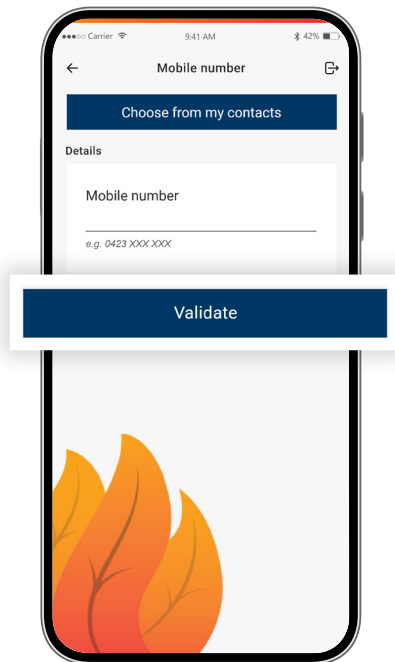 Carrier 9:41 AM 42%
Mobile number
Choose from my contacts
Details
Mobile number
e.g. 0423 XXX XXX
Validate